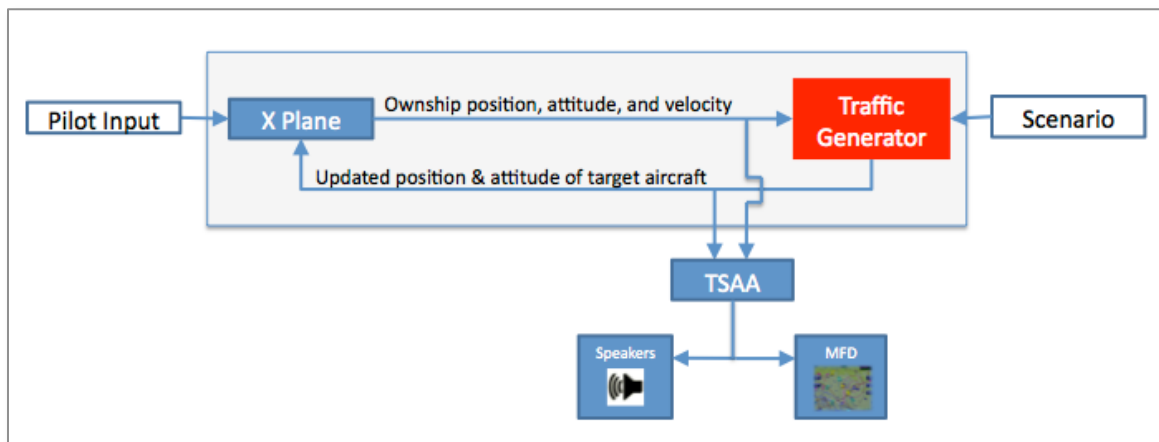 Pilot Input
X Plane
Ownship position, attitude, and velocity
Traffic
Generator
Scenario
Updated position & attitude of target aircraft
TSAA
Speakers
MFD